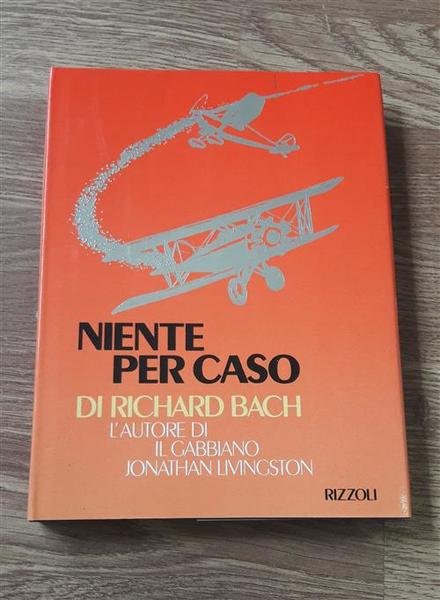 NIENTE
PER CASO
DI RICHARD BACH
L'AUTORE DI
IL GABBIANO
JONATHAN LIVINGSTON
RIZZOLI